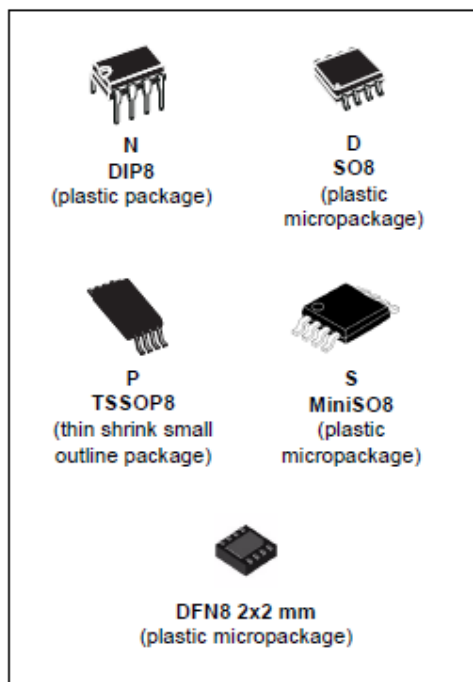 N
DIP8
(plastic package)
D
SO8
(plastic
micropackage)
P
TSSOP8
(thin shrink small
outline package)
S
MiniSO8
(plastic
micropackage)
DFN8 2x2 mm
(plastic micropackage)